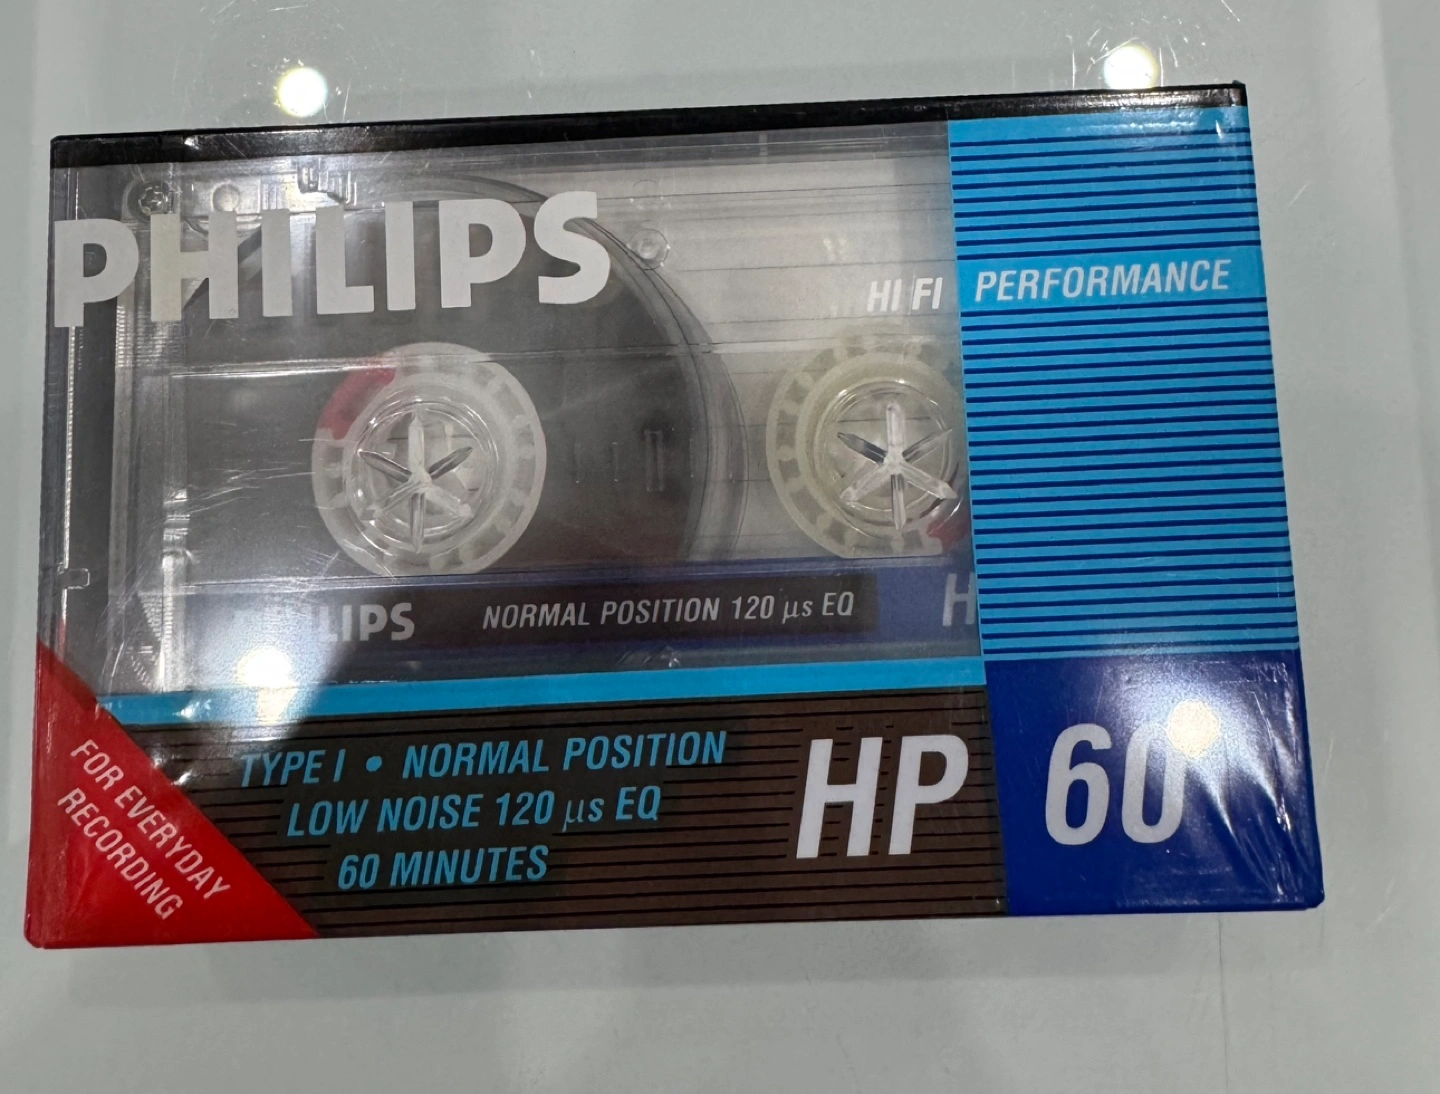 PHILIPS
HI FI PERFORMANCE
NORMAL POSITION 120 µs EQ
TYPE I • NORMAL POSITION
LOW NOISE 120 µs EQ
60 MINUTES
HP 60
FOR EVERYDAY
RECORDING